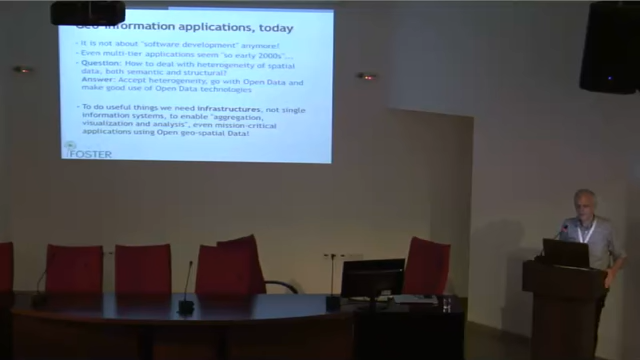 Geo-information applications, today
- It is not about "software development" anymore!
- Even multi-tier applications seem "so early 2000s"...
- Question: How to deal with heterogeneity of spatial
data, both semantic and structural?
Answer: Accept heterogeneity, go with Open Data and
make good use of Open Data technologies
- To do useful things we need infrastructures, not single
information systems, to enable "aggregation,
visualization and analysis", even mission-critical
applications using Open geo-spatial Data!
FOSTER